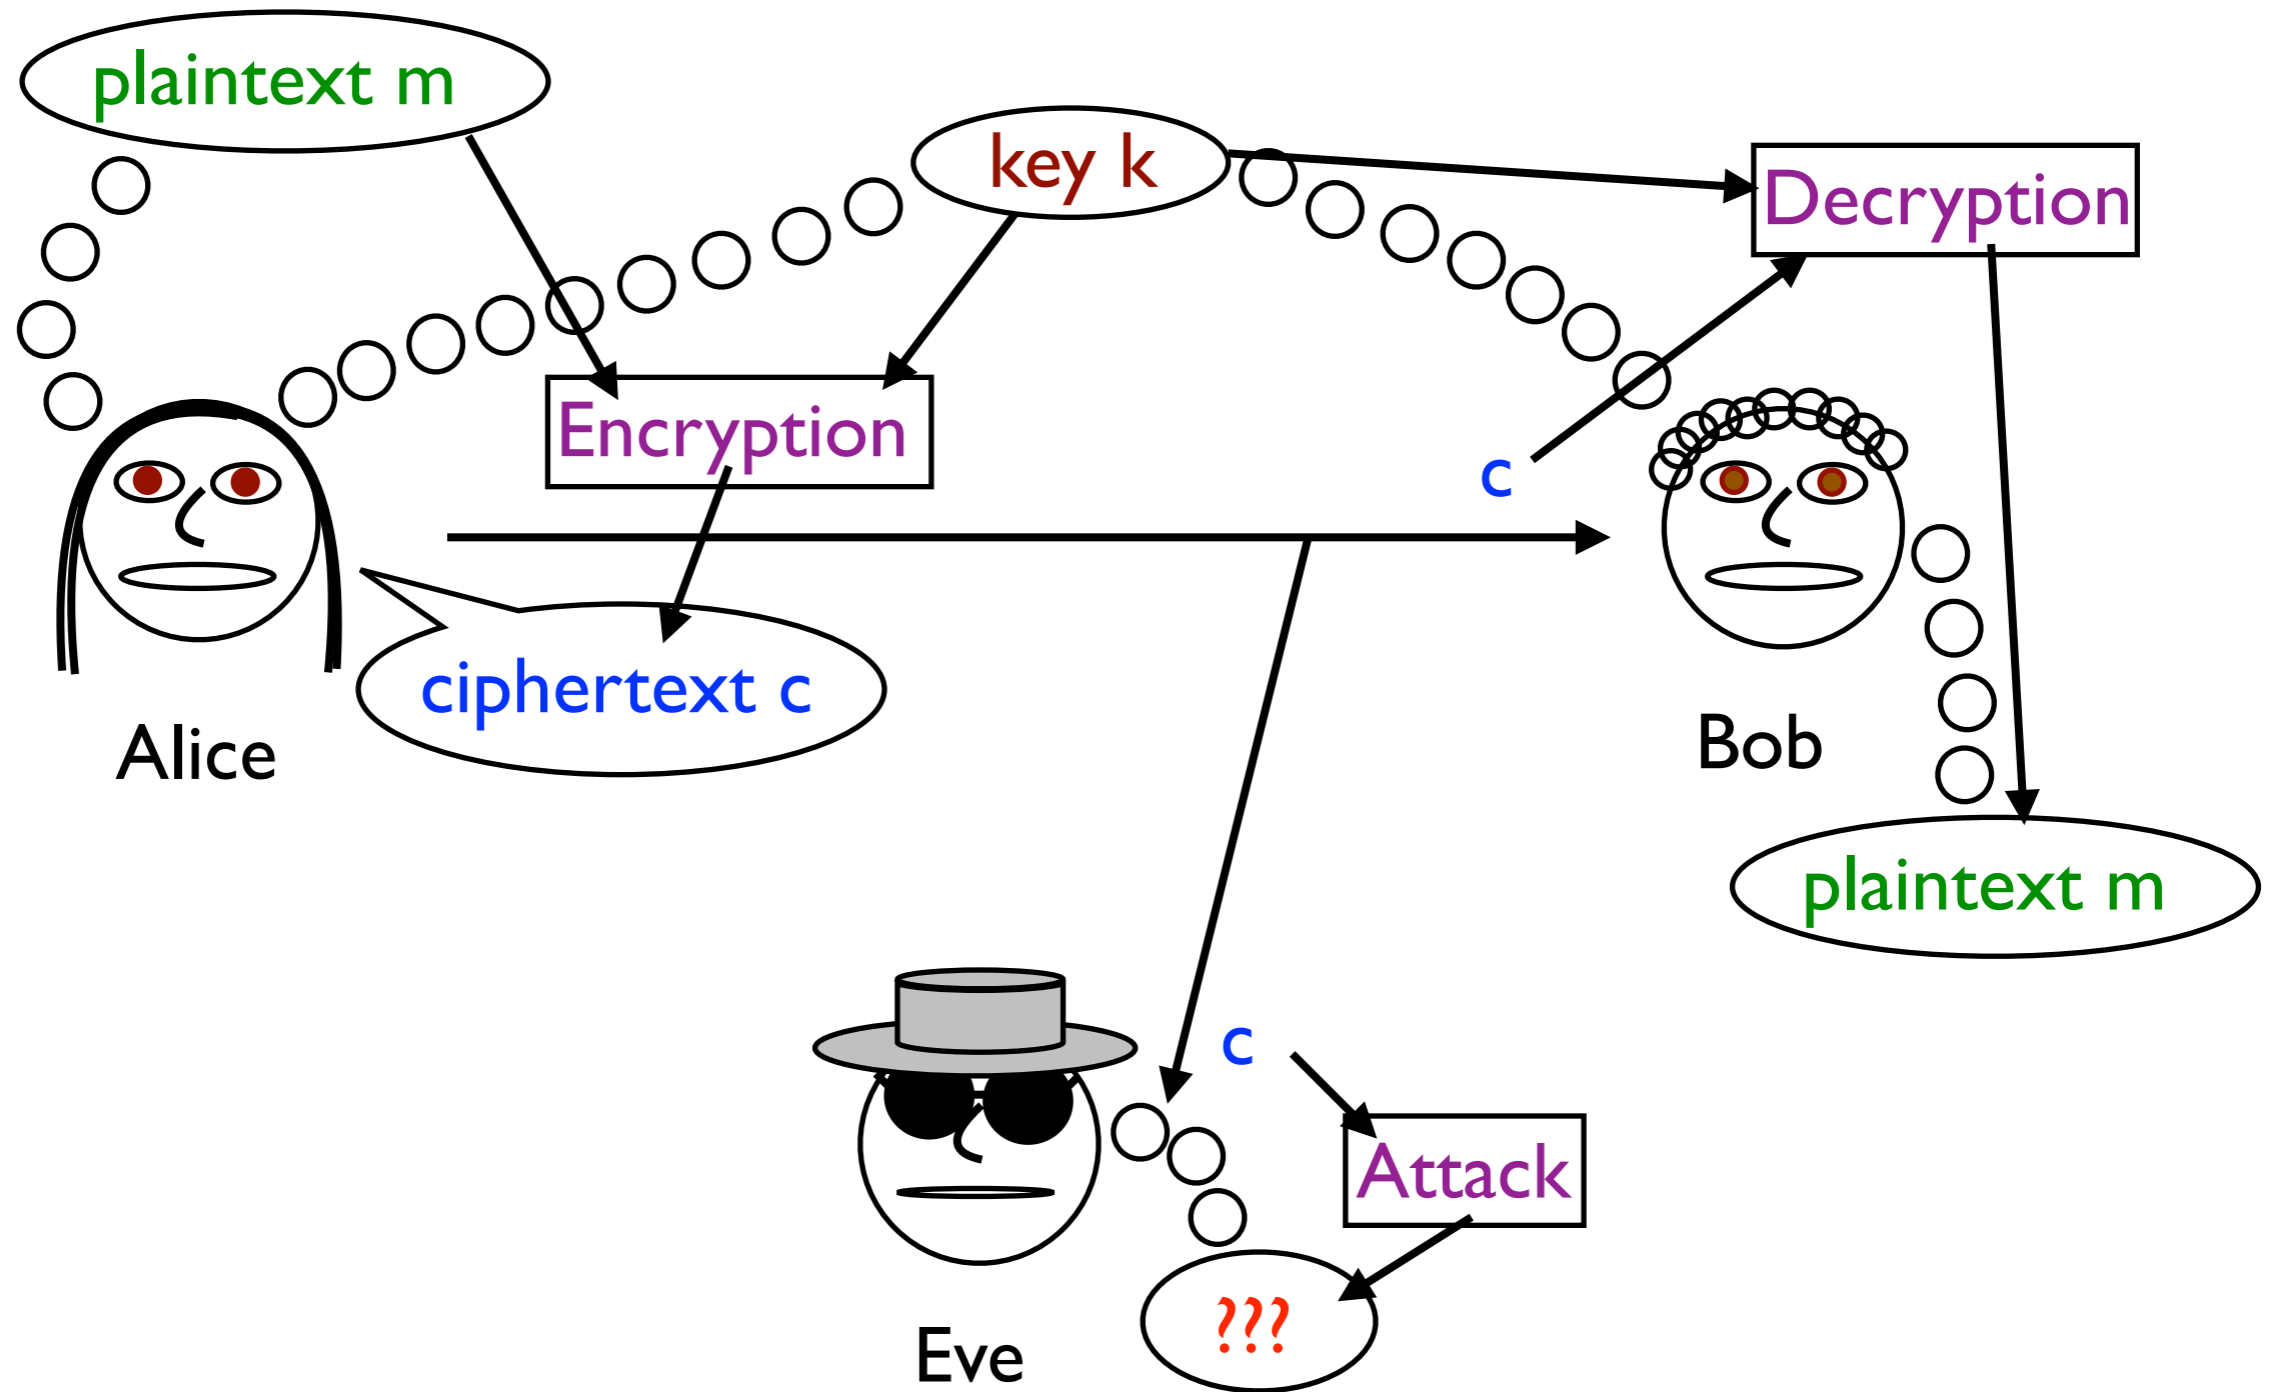 plaintext m
key k
Decryption
Encryption
c
ciphertext c
Alice
Bob
plaintext m
c
Attack
???
Eve